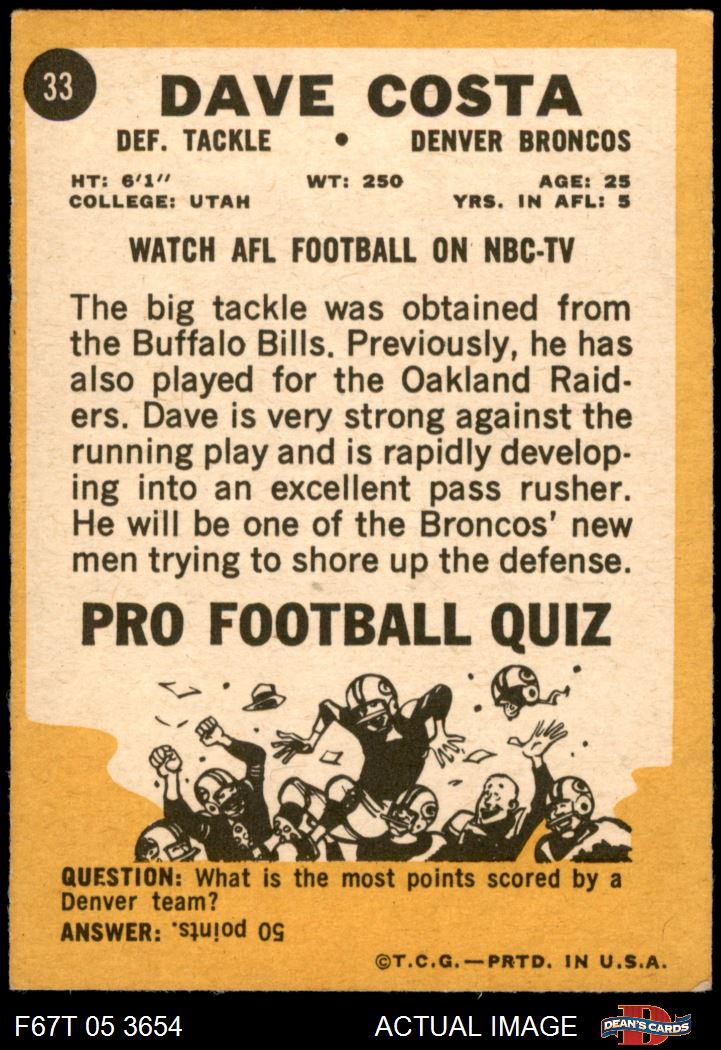 33
DAVE COSTA
DEF. TACKLE • DENVER BRONCOS
HT: 6'1" WT: 250 AGE: 25
COLLEGE: UTAH YRS. IN AFL: 5
WATCH AFL FOOTBALL ON NBC-TV
The big tackle was obtained from
the Buffalo Bills. Previously, he has
also played for the Oakland Raid-
ers. Dave is very strong against the
running play and is rapidly develop-
ing into an excellent pass rusher.
He will be one of the Broncos' new
men trying to shore up the defense.
PRO FOOTBALL QUIZ
QUESTION: What is the most points scored by a
Denver team?
ANSWER: 50 points.
©T.C.G.—PRTD. IN U.S.A.
F67T 05 3654 ACTUAL IMAGE D DEAN'S CARDS